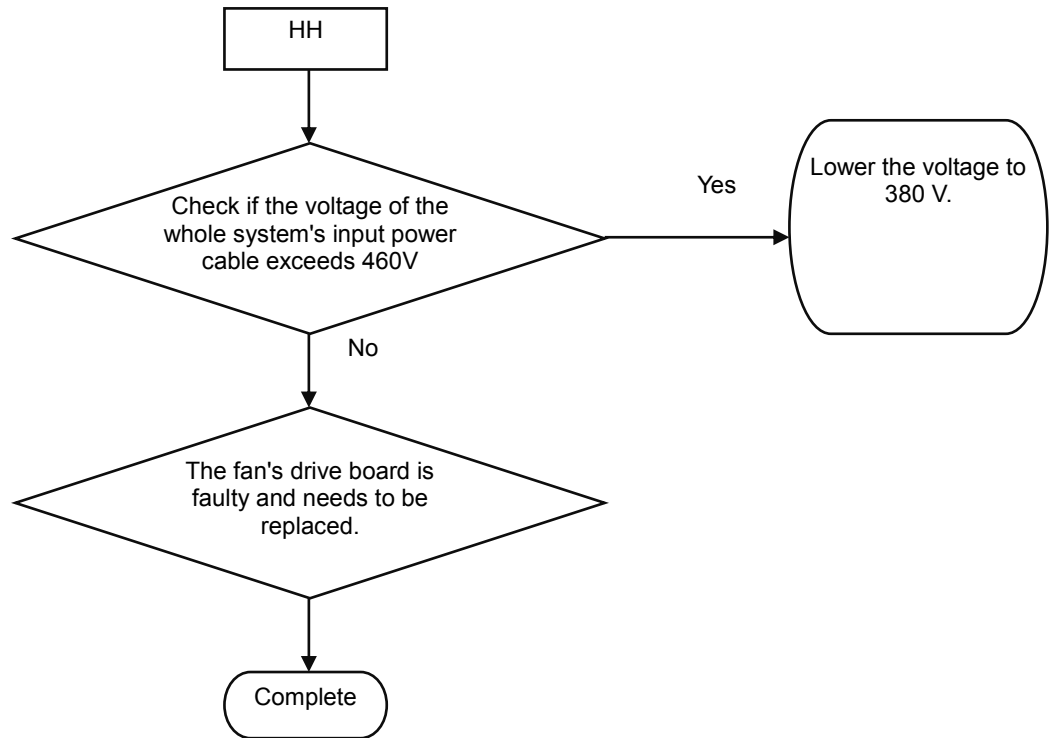 HH
Check if the voltage of the
whole system's input power
cable exceeds 460V
Yes
Lower the voltage to
380 V.
No
The fan's drive board is
faulty and needs to be
replaced.
Complete